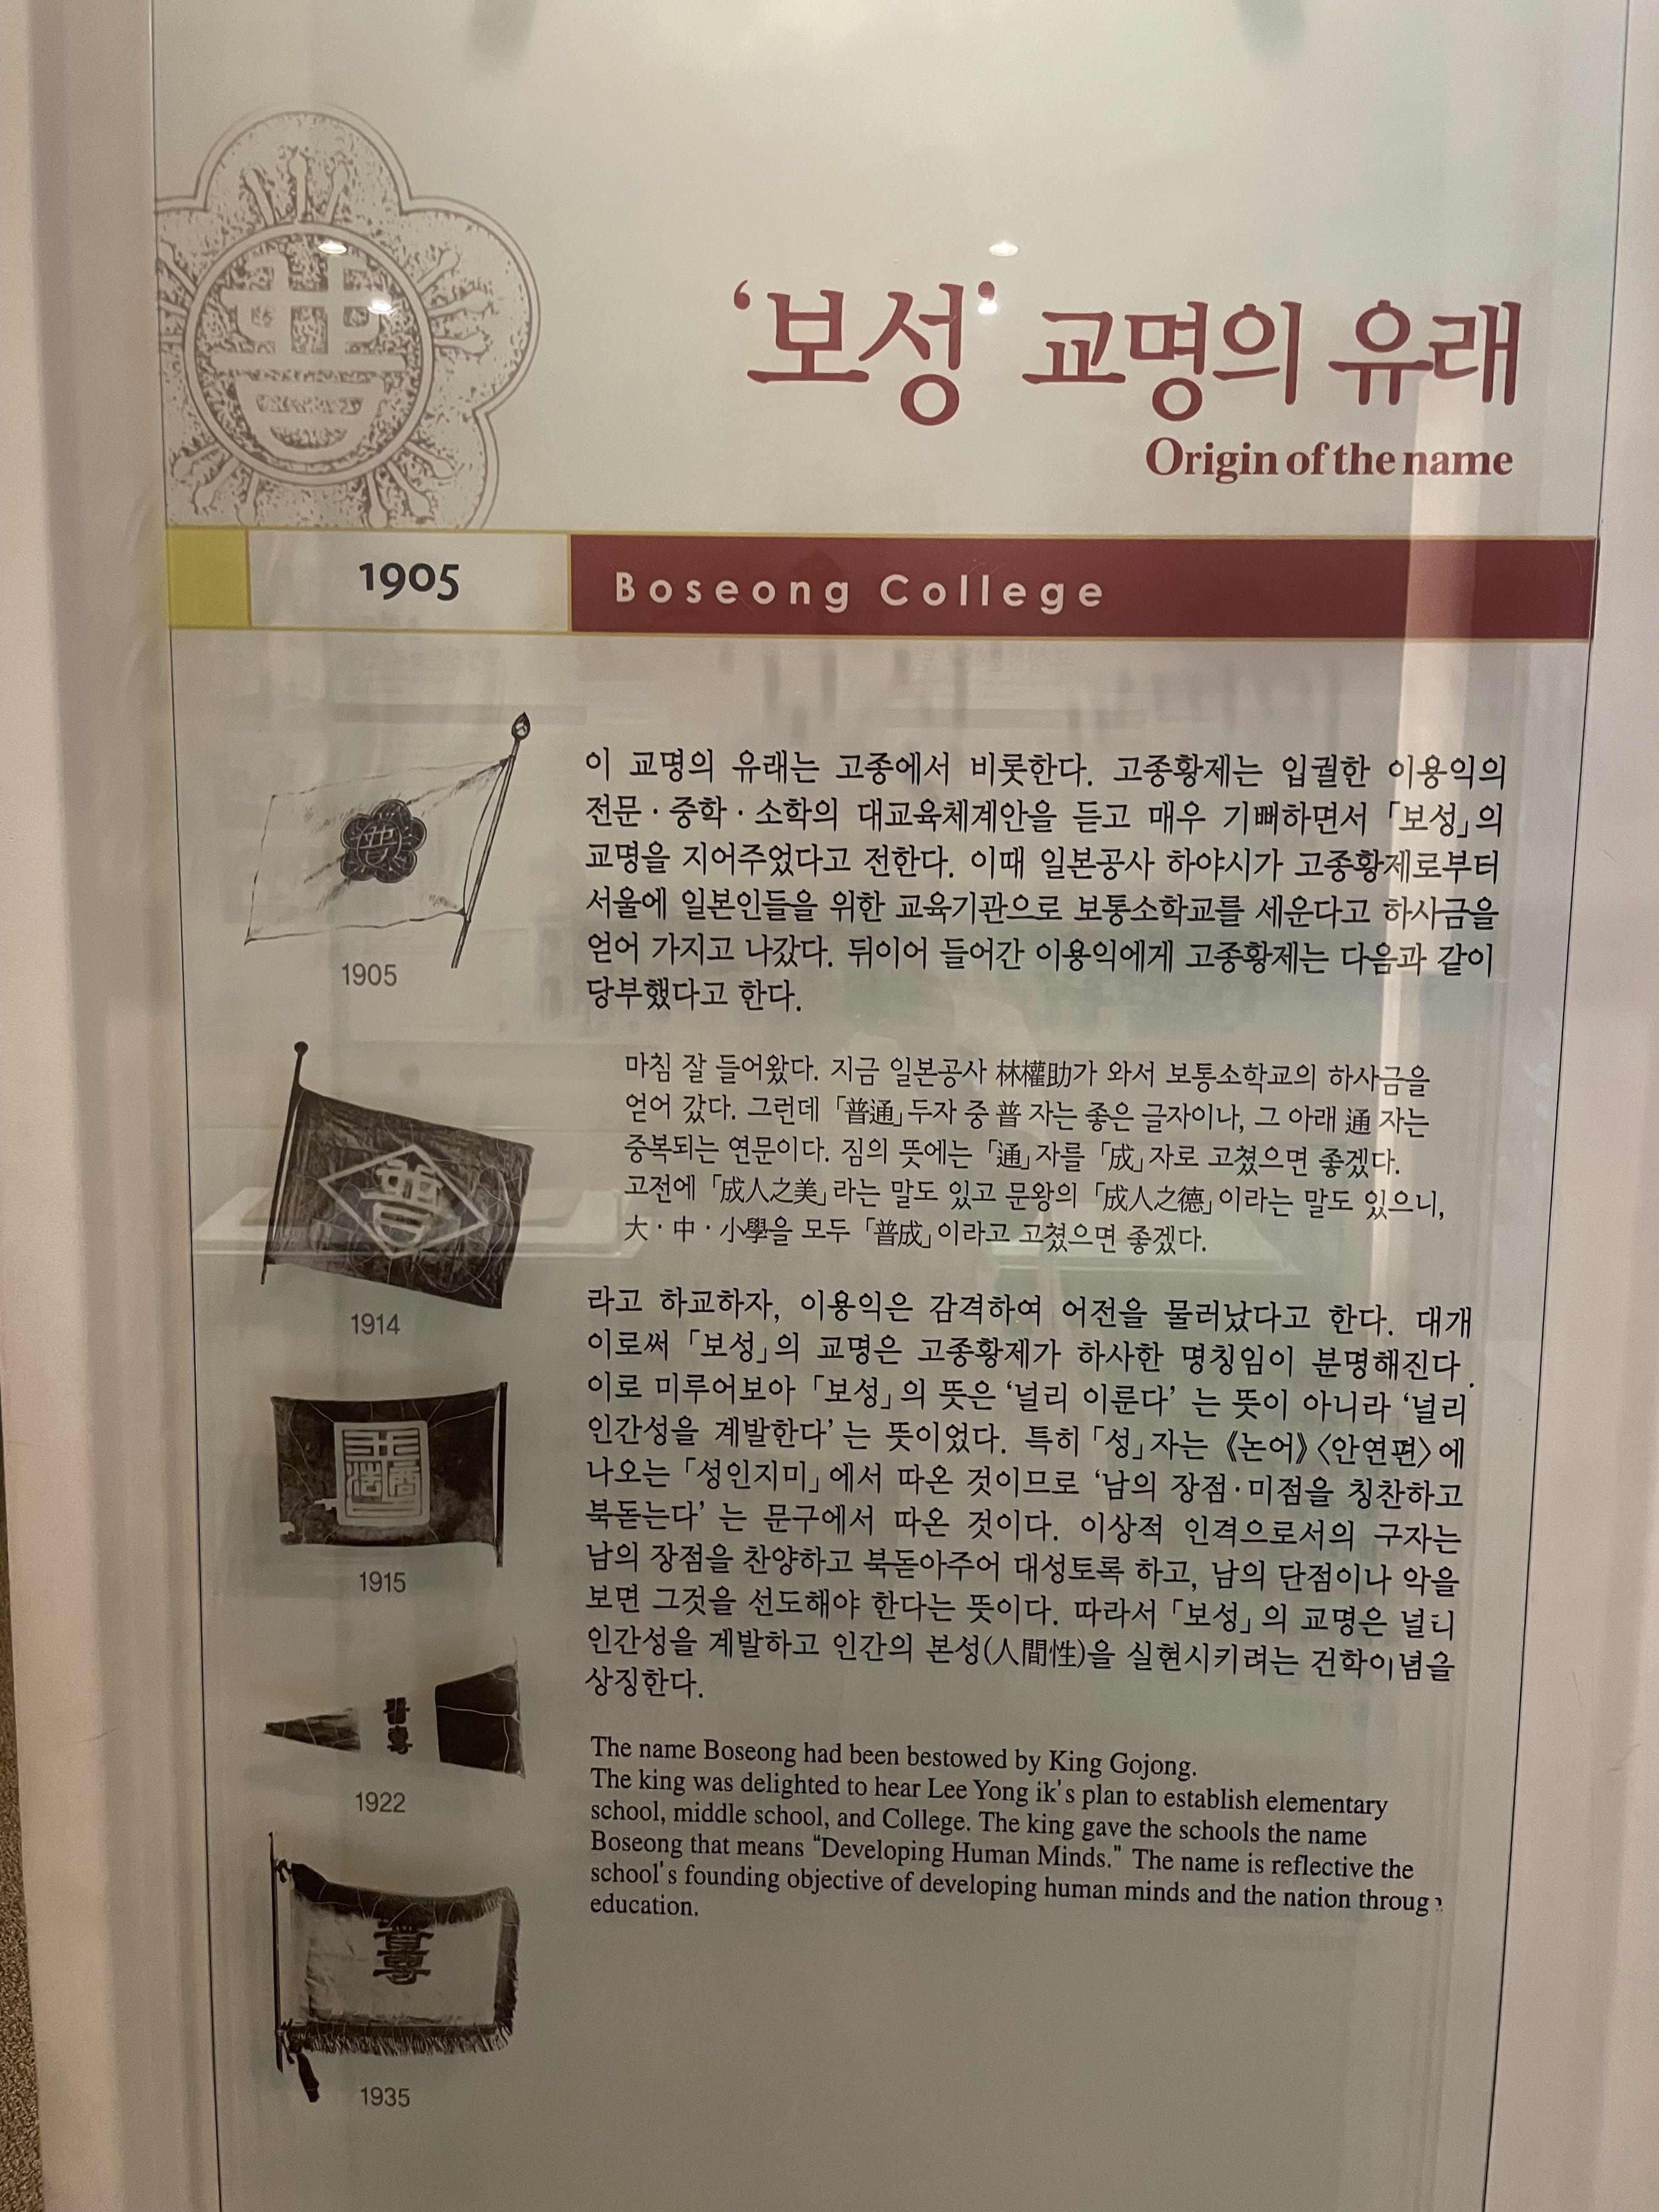 '보성' 교명의 유래
Origin of the name
1905
Boseong College
이 교명의 유래는 고종에서 비롯한다. 고종황제는 입궐한 이용익의
전문·중학·소학의 대교육체계안을 듣고 매우 기뻐하면서 「보성」의
교명을 지어주었다고 전한다. 이때 일본공사 하야시가 고종황제로부터
서울에 일본인들을 위한 교육기관으로 보통소학교를 세운다고 하사금을
얻어 가지고 나갔다. 뒤이어 들어간 이용익에게 고종황제는 다음과 같이
당부했다고 한다.
마침 잘 들어왔다. 지금 일본공사 林權助가 와서 보통소학교의 하사금을
얻어 갔다. 그런데 「普通」두자 중 普 자는 좋은 글자이나, 그 아래 通 자는
중복되는 연문이다. 짐의 뜻에는 「通」자를 「成」자로 고쳤으면 좋겠다.
고전에 「成人之美」라는 말도 있고 문왕의 「成人之德」이라는 말도 있으니,
大·中·小學을 모두 「普成」이라고 고쳤으면 좋겠다.
라고 하교하자, 이용익은 감격하여 어전을 물러났다고 한다. 대개
이로써 「보성」의 교명은 고종황제가 하사한 명칭임이 분명해진다.
이로 미루어보아 「보성」의 뜻은 '널리 이룬다' 는 뜻이 아니라 '널리
인간성을 계발한다' 는 뜻이었다. 특히 「성」자는 《논어》〈안연편〉에
나오는 「성인지미」에서 따온 것이므로 '남의 장점·미점을 칭찬하고
북돋는다' 는 문구에서 따온 것이다. 이상적 인격으로서의 구자는
남의 장점을 찬양하고 북돋아주어 대성토록 하고, 남의 단점이나 악을
보면 그것을 선도해야 한다는 뜻이다. 따라서 「보성」의 교명은 널리
인간성을 계발하고 인간의 본성(人間性)을 실현시키려는 건학이념을
상징한다.
The name Boseong had been bestowed by King Gojong.
The king was delighted to hear Lee Yong ik's plan to establish elementary
school, middle school, and College. The king gave the schools the name
Boseong that means "Developing Human Minds." The name is reflective the
school's founding objective of developing human minds and the nation through
education.
普
1905
普
1914
1915
普專
1922
普專
1935